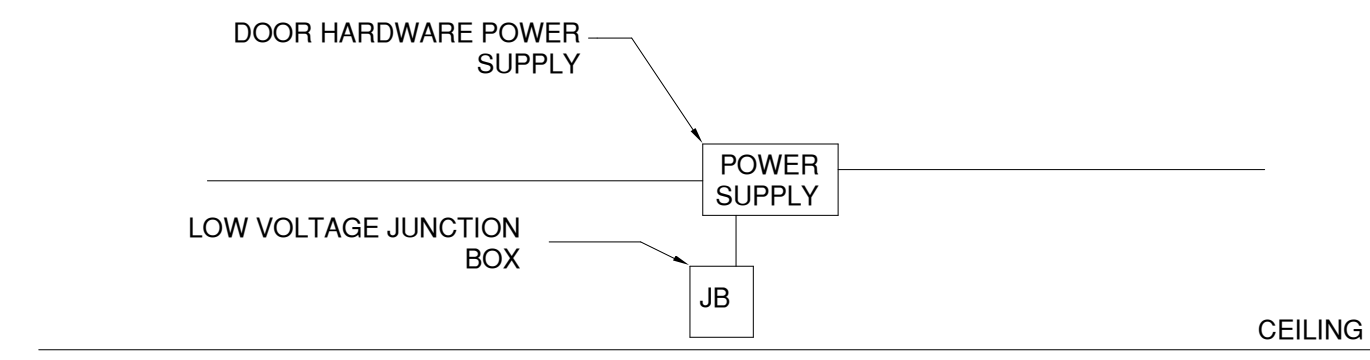 DOOR HARDWARE POWER
SUPPLY
POWER
SUPPLY
LOW VOLTAGE JUNCTION
BOX
JB
CEILING